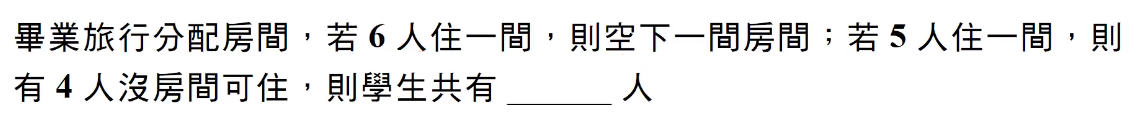 畢業旅行分配房間，若 6 人住一間，則空下一間房間；若 5 人住一間，則
有 4 人沒房間可住，則學生共有 ______ 人